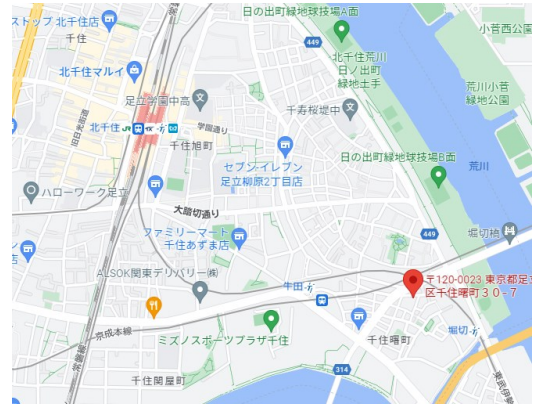 ストップ 北千住店
千住
日の出町緑地球技場A面
小菅西公園
449
北千住マルイ
北千住荒川
日ノ出町
緑地土手
荒川小菅
緑地公園
足立学園中高
千寿桜堤中
旧日光街道
北千住
学園通り
千住旭町
セブン-イレブン
足立柳原2丁目店
日の出町緑地球技場B面
荒川
ハローワーク足立
大踏切通り
ファミリーマート
千住あずま店
449
堀切橋
店
ALSOK関東デリバリー㈱
牛田
〒120-0023 東京都足立
区千住曙町30-7
京成本線
ミズノスポーツプラザ千住
千住曙町
堀切
千住関屋町
314
東武伊勢